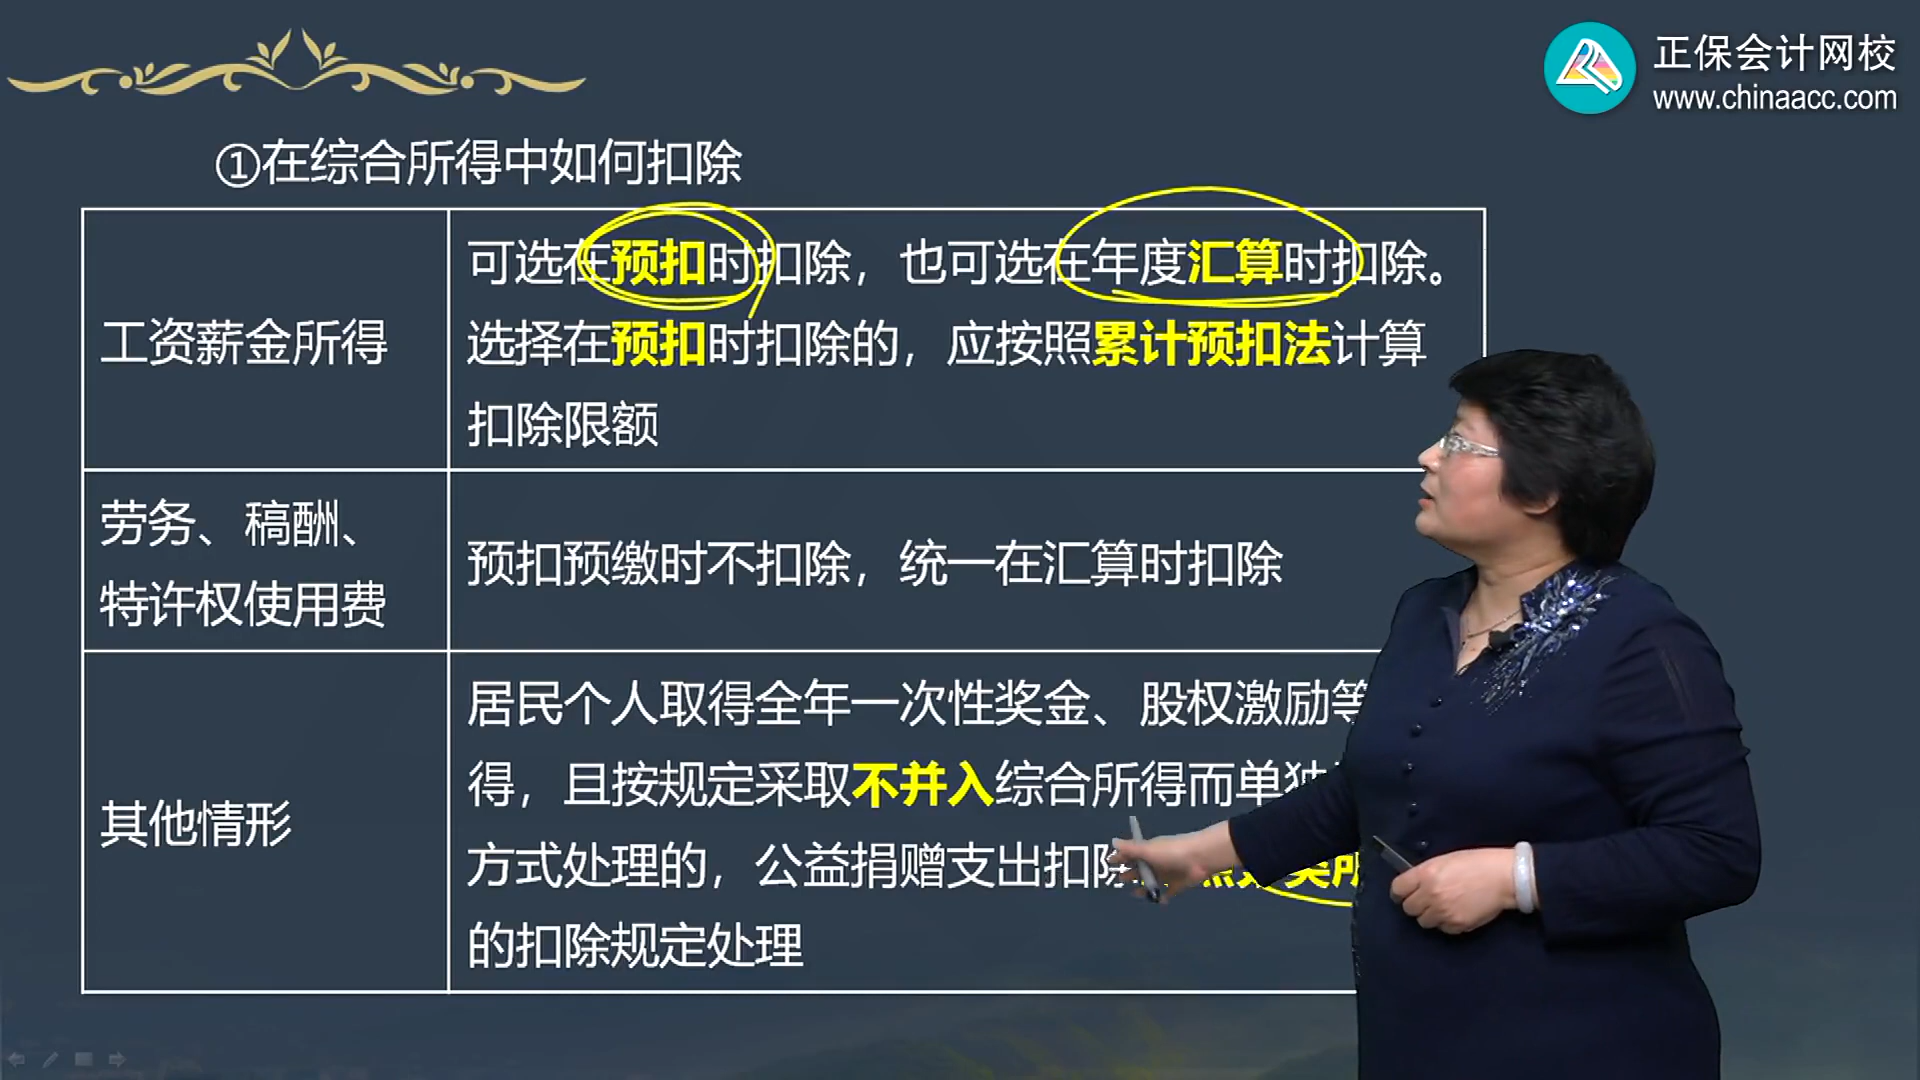 正保会计网校
www.chinaacc.com
①在综合所得中如何扣除
工资薪金所得
可选在预扣时扣除，也可选在年度汇算时扣除。
选择在预扣时扣除的，应按照累计预扣法计算
扣除限额
劳务、稿酬、
特许权使用费
预扣预缴时不扣除，统一在汇算时扣除
其他情形
居民个人取得全年一次性奖金、股权激励等
得，且按规定采取不并入综合所得而单独
方式处理的，公益捐赠支出扣除
的扣除规定处理